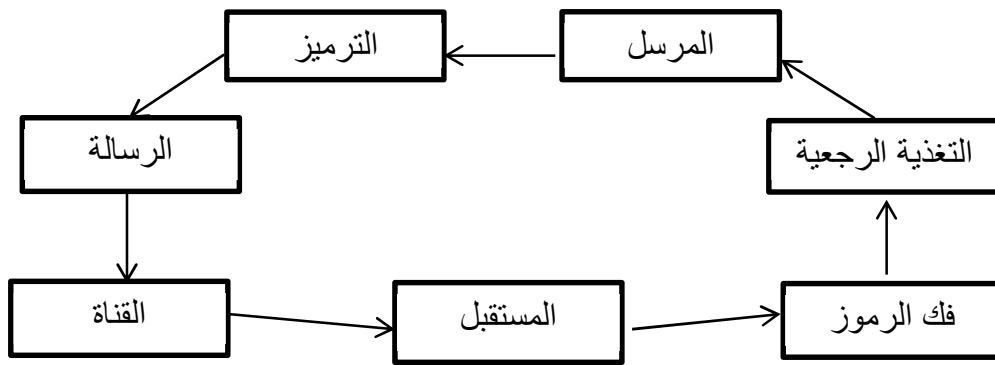 المرسل
الترميز
الرسالة
القناة
المستقبل
فك الرموز
التغذية الرجعية